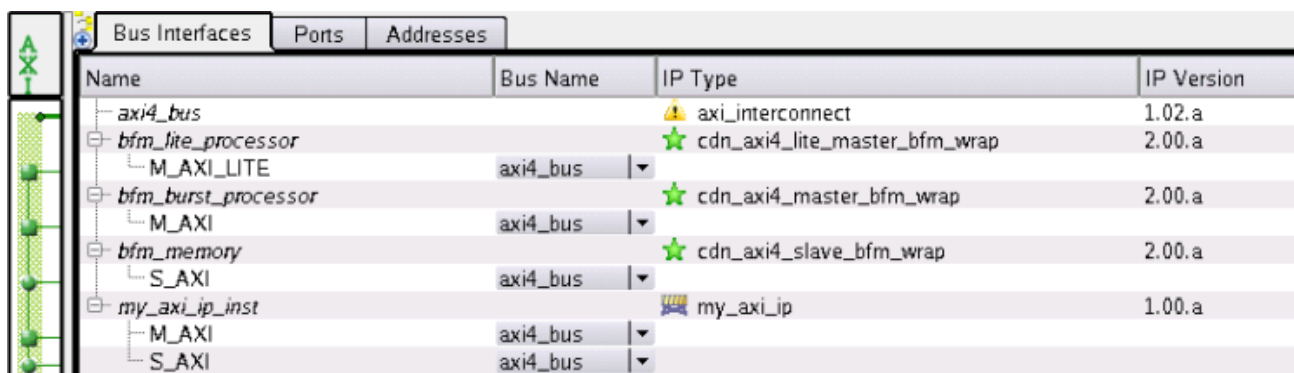 AXI
Bus Interfaces Ports Addresses
Name Bus Name IP Type IP Version
axi4_bus axi_interconnect 1.02.a
bfm_lite_processor cdn_axi4_lite_master_bfm_wrap 2.00.a
M_AXI_LITE axi4_bus
bfm_burst_processor cdn_axi4_master_bfm_wrap 2.00.a
M_AXI axi4_bus
bfm_memory cdn_axi4_slave_bfm_wrap 2.00.a
S_AXI axi4_bus
my_axi_ip_inst my_axi_ip 1.00.a
M_AXI axi4_bus
S_AXI axi4_bus